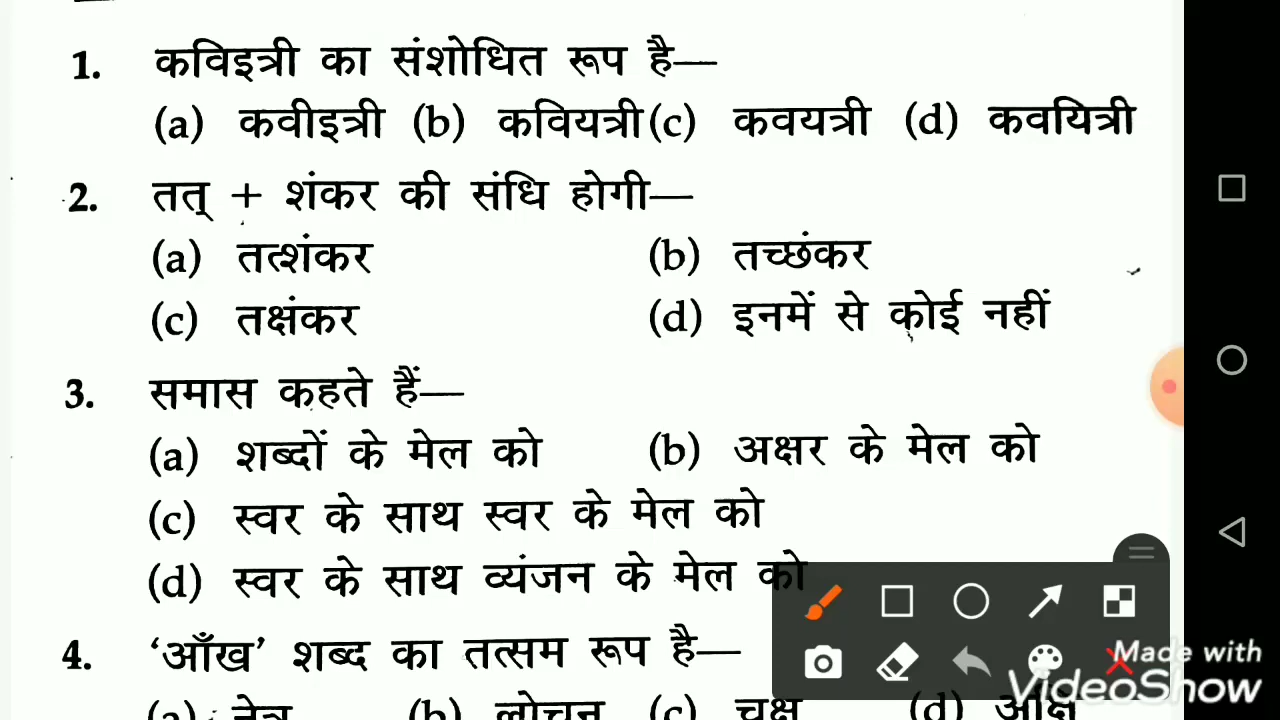 1. कविइत्री का संशोधित रूप है—
(a) कवीइत्री (b) कवियत्री (c) कवयत्री (d) कवयित्री
2. तत् + शंकर की संधि होगी—
(a) तत्शंकर (b) तच्छंकर
(c) तक्षंकर (d) इनमें से कोई नहीं
3. समास कहते हैं—
(a) शब्दों के मेल को (b) अक्षर के मेल को
(c) स्वर के साथ स्वर के मेल को
(d) स्वर के साथ व्यंजन के मेल को
4. ‘आँख’ शब्द का तत्सम रूप है—
(a) नेत्र (b) लोचन (c) (d)
Made with
VideoShow